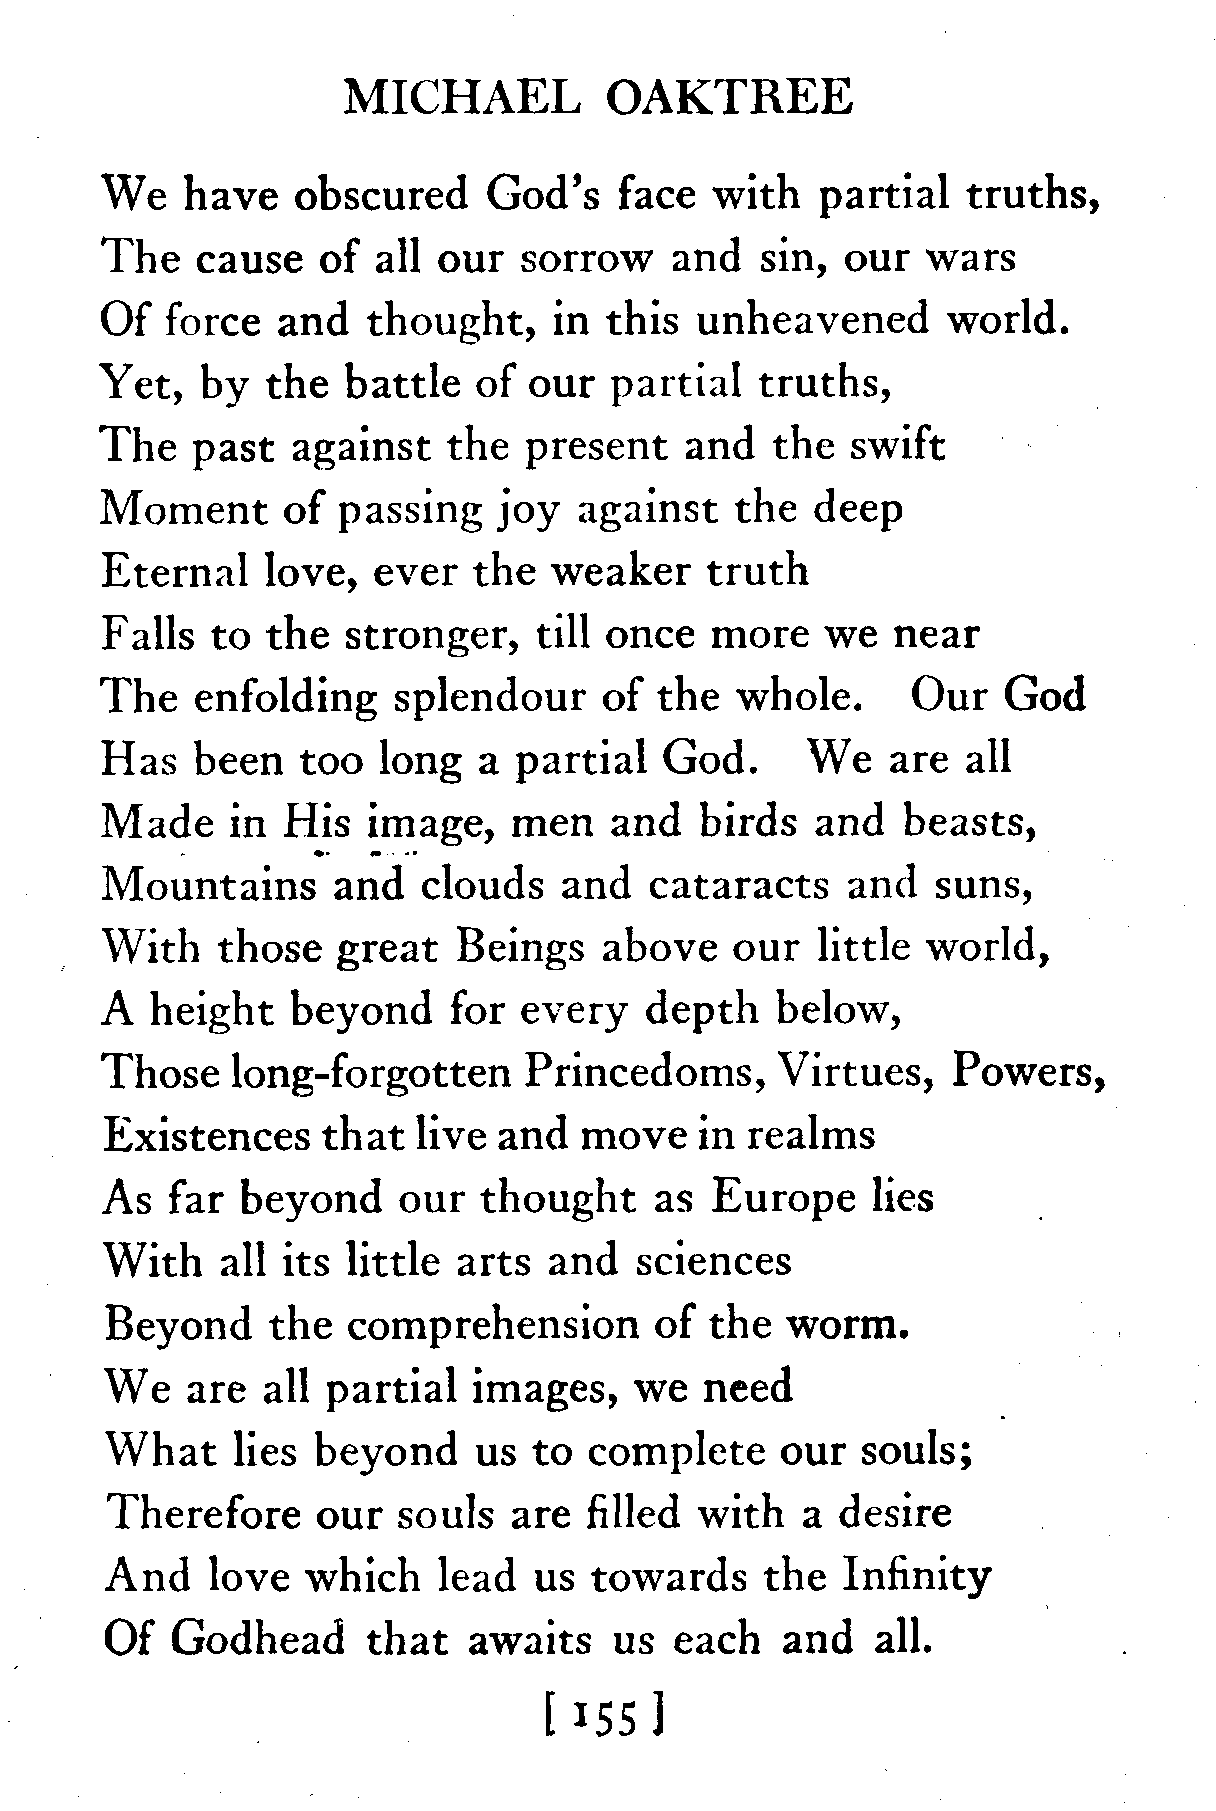 MICHAEL OAKTREE
We have obscured God's face with partial truths,
The cause of all our sorrow and sin, our wars
Of force and thought, in this unheavened world.
Yet, by the battle of our partial truths,
The past against the present and the swift
Moment of passing joy against the deep
Eternal love, ever the weaker truth
Falls to the stronger, till once more we near
The enfolding splendour of the whole. Our God
Has been too long a partial God. We are all
Made in His image, men and birds and beasts,
Mountains and clouds and cataracts and suns,
With those great Beings above our little world,
A height beyond for every depth below,
Those long-forgotten Princedoms, Virtues, Powers,
Existences that live and move in realms
As far beyond our thought as Europe lies
With all its little arts and sciences
Beyond the comprehension of the worm.
We are all partial images, we need
What lies beyond us to complete our souls;
Therefore our souls are filled with a desire
And love which lead us towards the Infinity
Of Godhead that awaits us each and all.
[ 155 ]